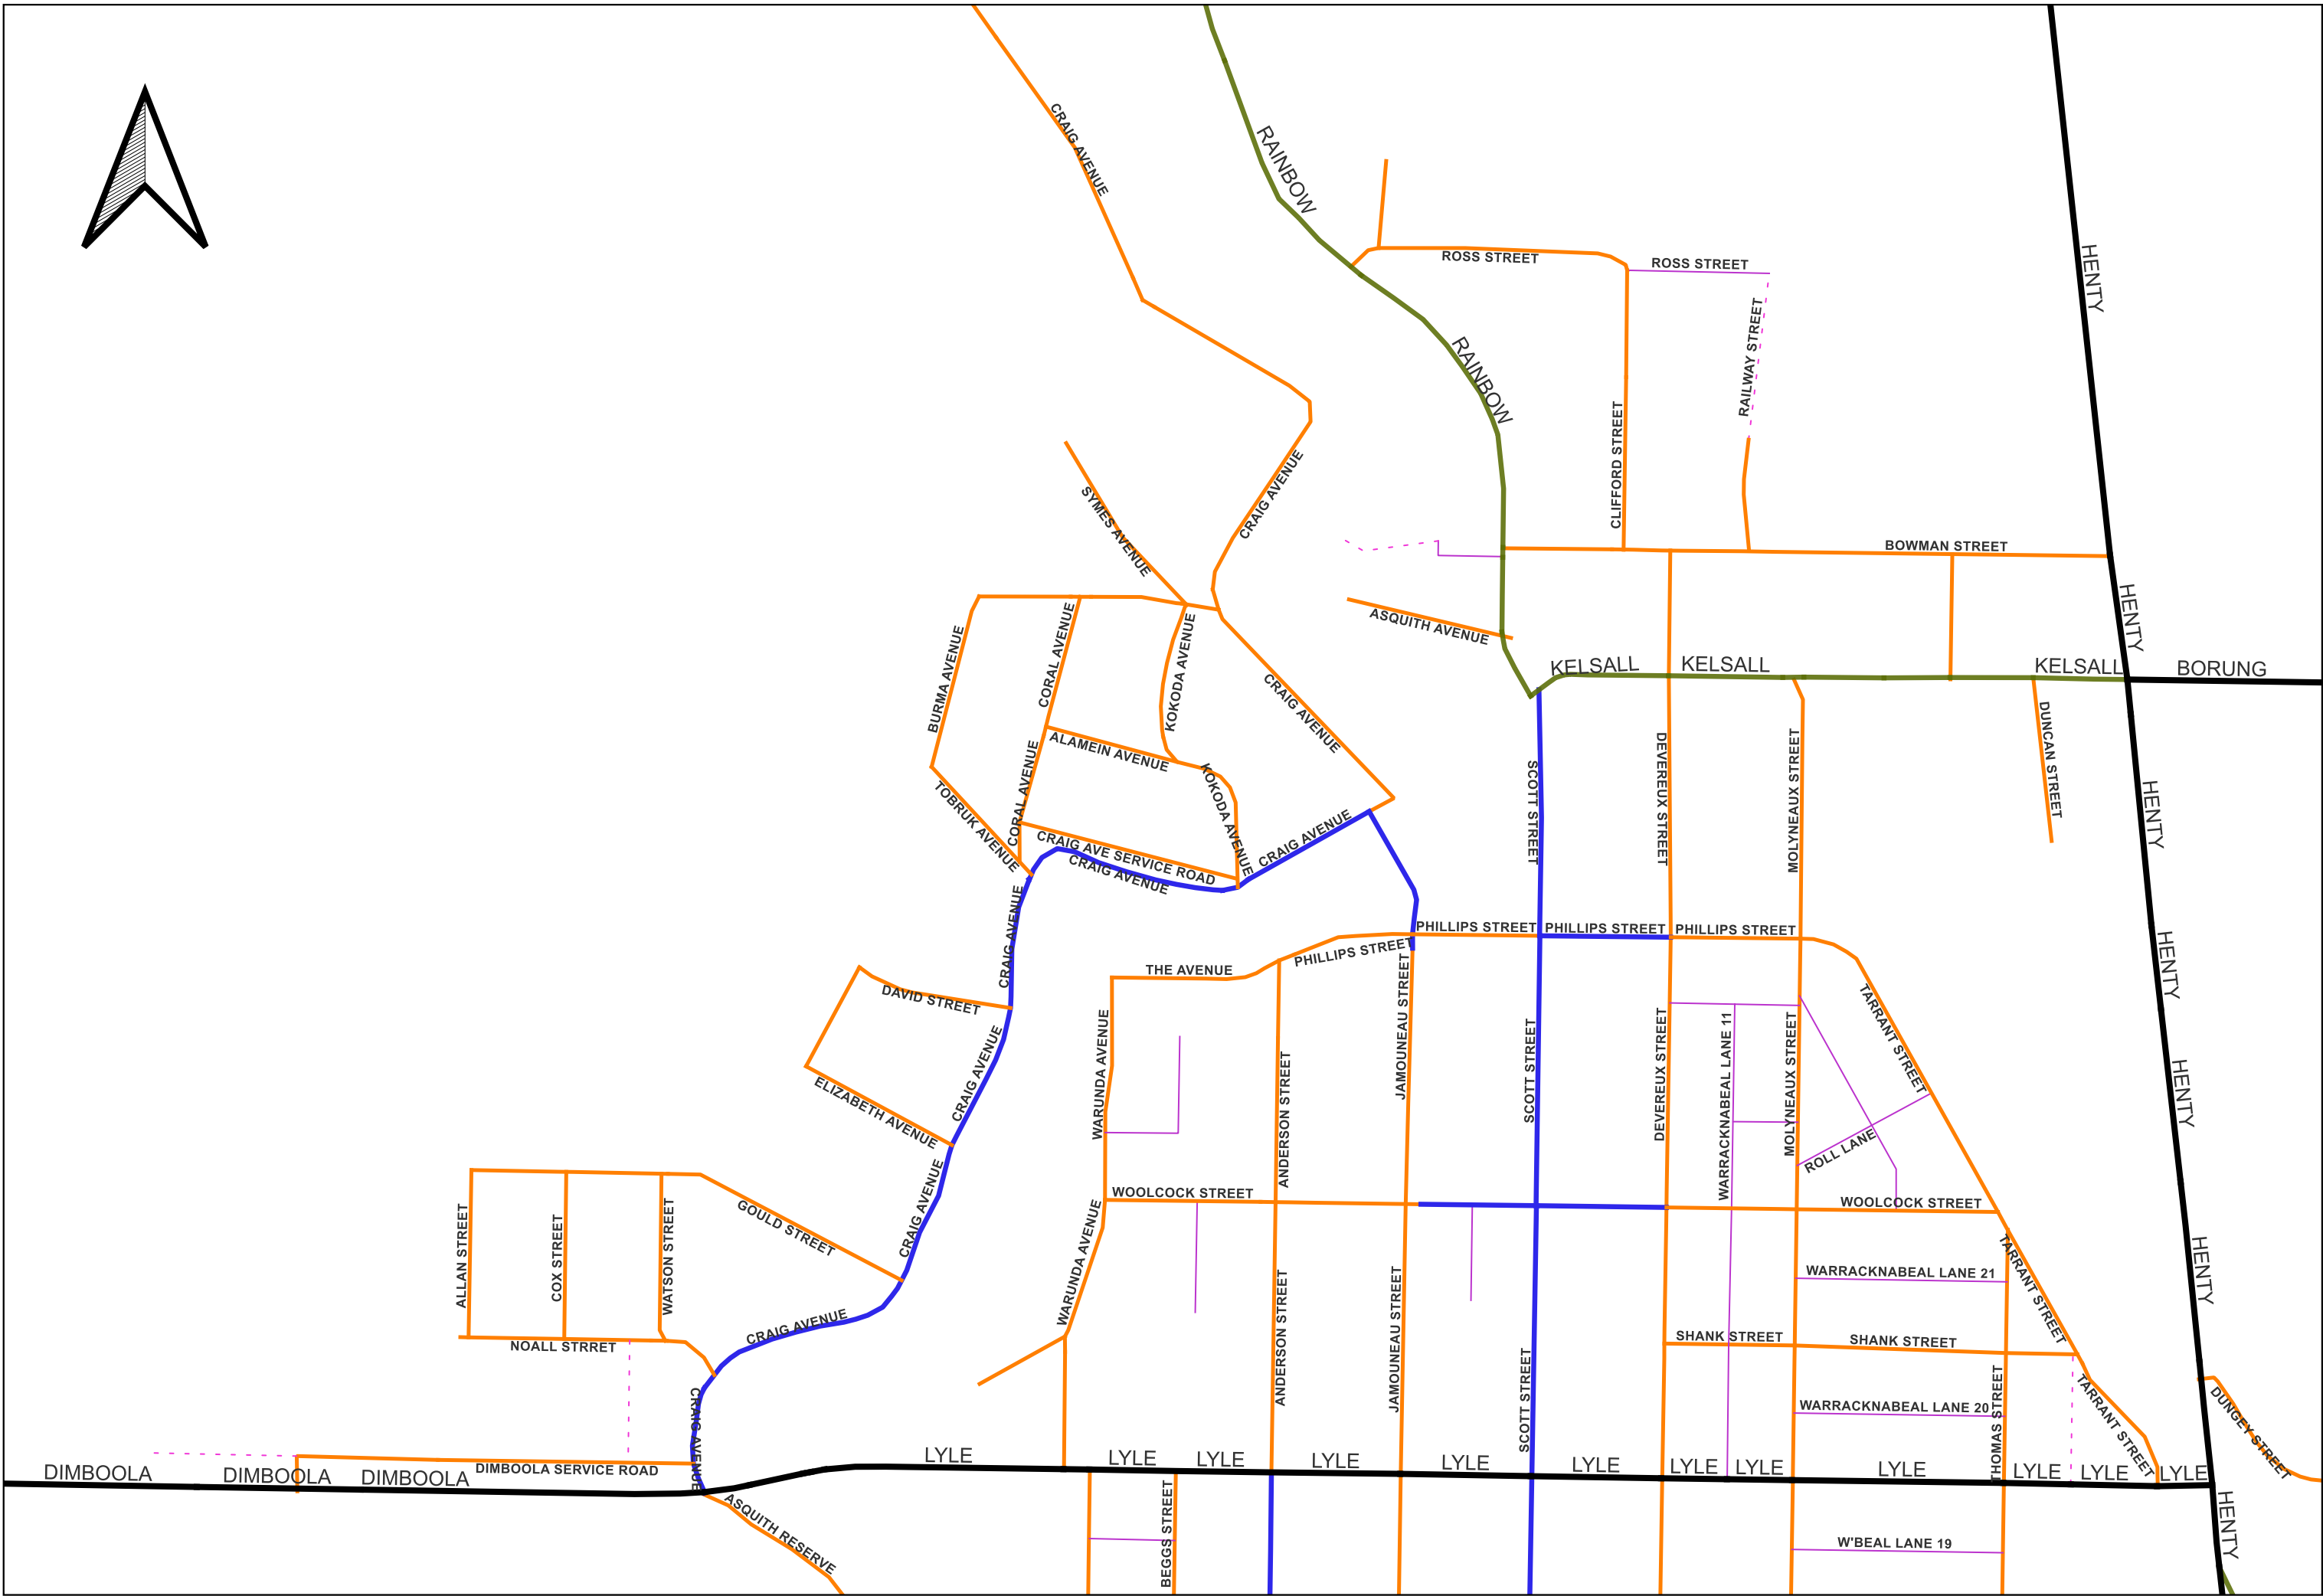 CRAIG AVENUE
RAINBOW
ROSS STREET
ROSS STREET
HENTY
RAILWAY STREET
RAINBOW
CLIFFORD STREET
CRAIG AVENUE
SYMES AVENUE
BOWMAN STREET
HENTY
ASQUITH AVENUE
BURMA AVENUE
CORAL AVENUE
KOKODA AVENUE
KELSALL
KELSALL
KELSALL
BORUNG
CRAIG AVENUE
ALAMEIN AVENUE
DUNCAN STREET
SCOTT STREET
DEVEREUX STREET
MOLYNEAUX STREET
HENTY
TOBRUK AVENUE
CORAL AVENUE
KOKODA AVENUE
CRAIG AVENUE
CRAIG AVE SERVICE ROAD
CRAIG AVENUE
CRAIG AVENUE
PHILLIPS STREET
PHILLIPS STREET
PHILLIPS STREET
PHILLIPS STREET
HENTY
THE AVENUE
DAVID STREET
JAMOUNEAU STREET
TARRANT STREET
WARUNDA AVENUE
ANDERSON STREET
SCOTT STREET
DEVEREUX STREET
WARRACKNABEAL LANE 11
MOLYNEAUX STREET
HENTY
CRAIG AVENUE
ELIZABETH AVENUE
ROLL LANE
CRAIG AVENUE
WOOLCOCK STREET
WOOLCOCK STREET
GOULD STREET
ALLAN STREET
COX STREET
WATSON STREET
WARUNDA AVENUE
HENTY
WARRACKNABEAL LANE 21
TARRANT STREET
CRAIG AVENUE
NOALL STRRET
ANDERSON STREET
JAMOUNEAU STREET
SCOTT STREET
SHANK STREET
SHANK STREET
WARRACKNABEAL LANE 20
THOMAS STREET
TARRANT STREET
DUNGEY STREET
CRAIG AVENUE
DIMBOOLA
DIMBOOLA
DIMBOOLA
DIMBOOLA SERVICE ROAD
LYLE
LYLE
LYLE
LYLE
LYLE
LYLE
LYLE
LYLE
LYLE
LYLE
LYLE
LYLE
ASQUITH RESERVE
BEGGS STREET
W'BEAL LANE 19
HENTY